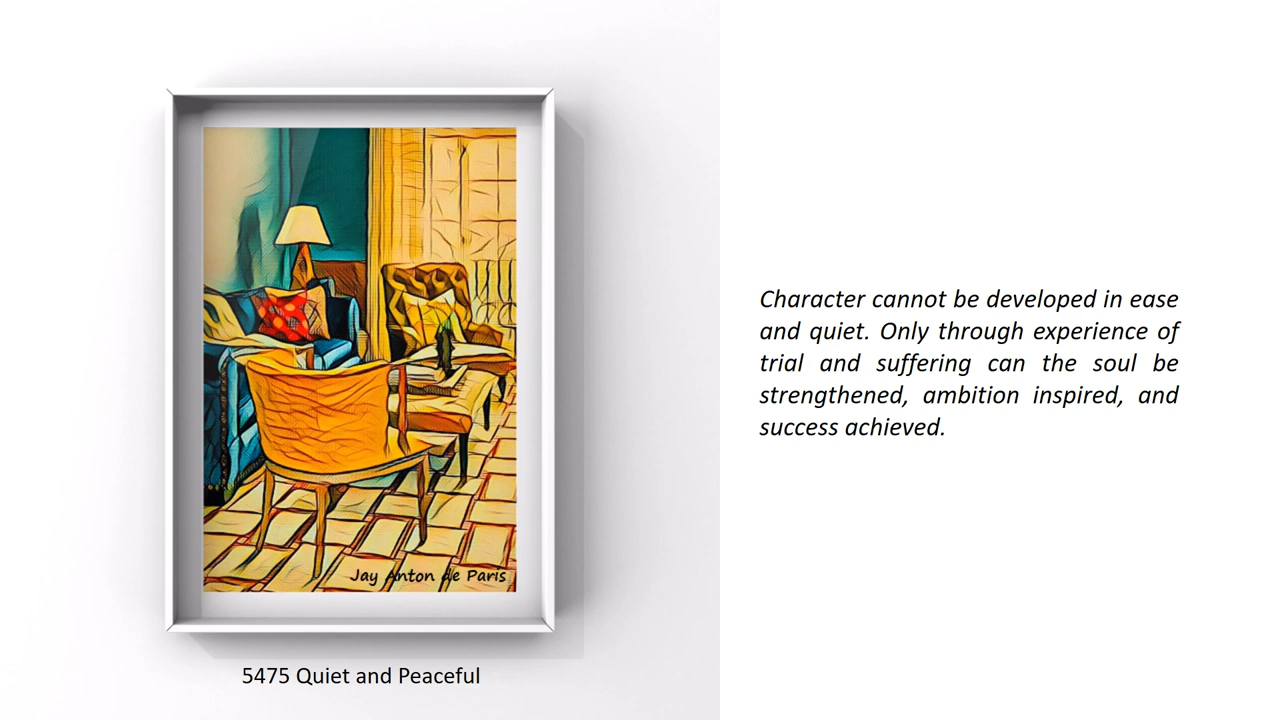 Jay Anton de Paris
5475 Quiet and Peaceful
Character cannot be developed in ease
and quiet. Only through experience of
trial and suffering can the soul be
strengthened, ambition inspired, and
success achieved.